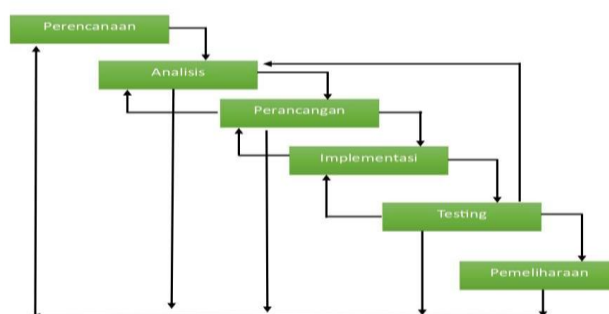 Perencanaan
Analisis
Perancangan
Implementasi
Testing
Pemeliharaan